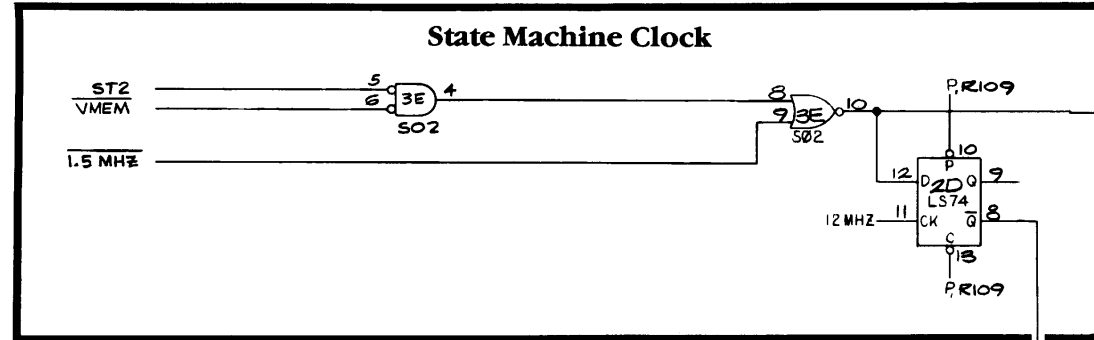 State Machine Clock
ST2
VMEM
1.5 MHZ
5
6
3E
4
S02
8
9
3E
10
SØ2
P, R109
10
P
12
D
2D
Q
9
LS74
12 MHZ
11
CK
Q
8
C
13
P, R109